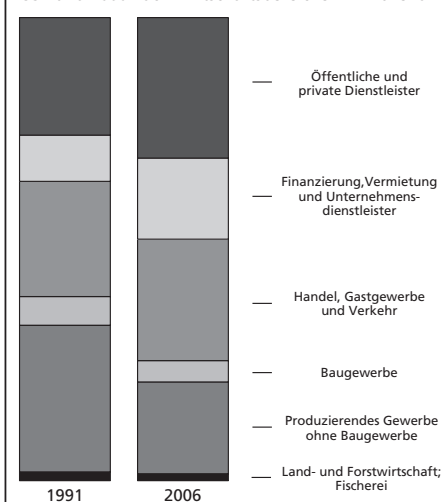 Öffentliche und
private Dienstleister
Finanzierung,Vermietung
und Unternehmens-
dienstleister
Handel, Gastgewerbe
und Verkehr
Baugewerbe
Produzierendes Gewerbe
ohne Baugewerbe
Land- und Forstwirtschaft;
Fischerei
1991
2006